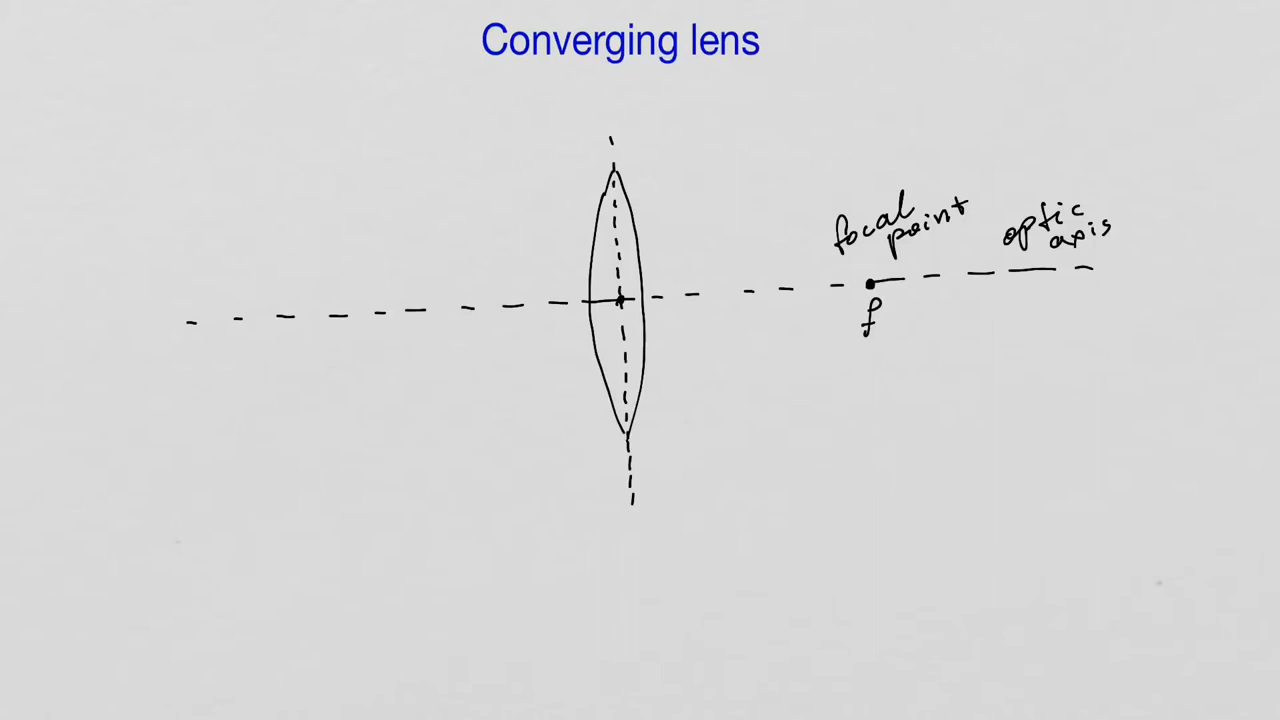 Converging lens
focal
point
optic
axis
f